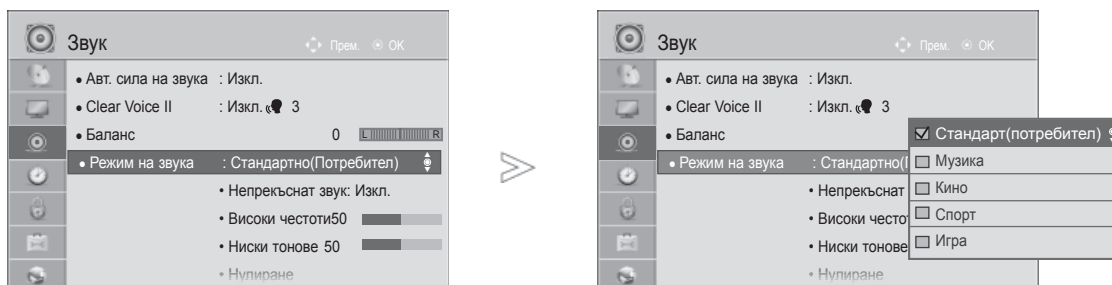 Звук
Прем. OK
• Авт. сила на звука : Изкл.
• Clear Voice II : Изкл. 3
• Баланс 0 L R
• Режим на звука : Стандартно(Потребител)
• Непрекъснат звук: Изкл.
• Високи честоти50
• Ниски тонове 50
• Нулиране
Звук
Прем. OK
• Авт. сила на звука : Изкл.
• Clear Voice II : Изкл. 3
• Баланс
• Режим на звука : Стандартно(
• Непрекъснат
• Високи често
• Ниски тонове
• Нулиране
Стандарт(потребител)
Музика
Кино
Спорт
Игра